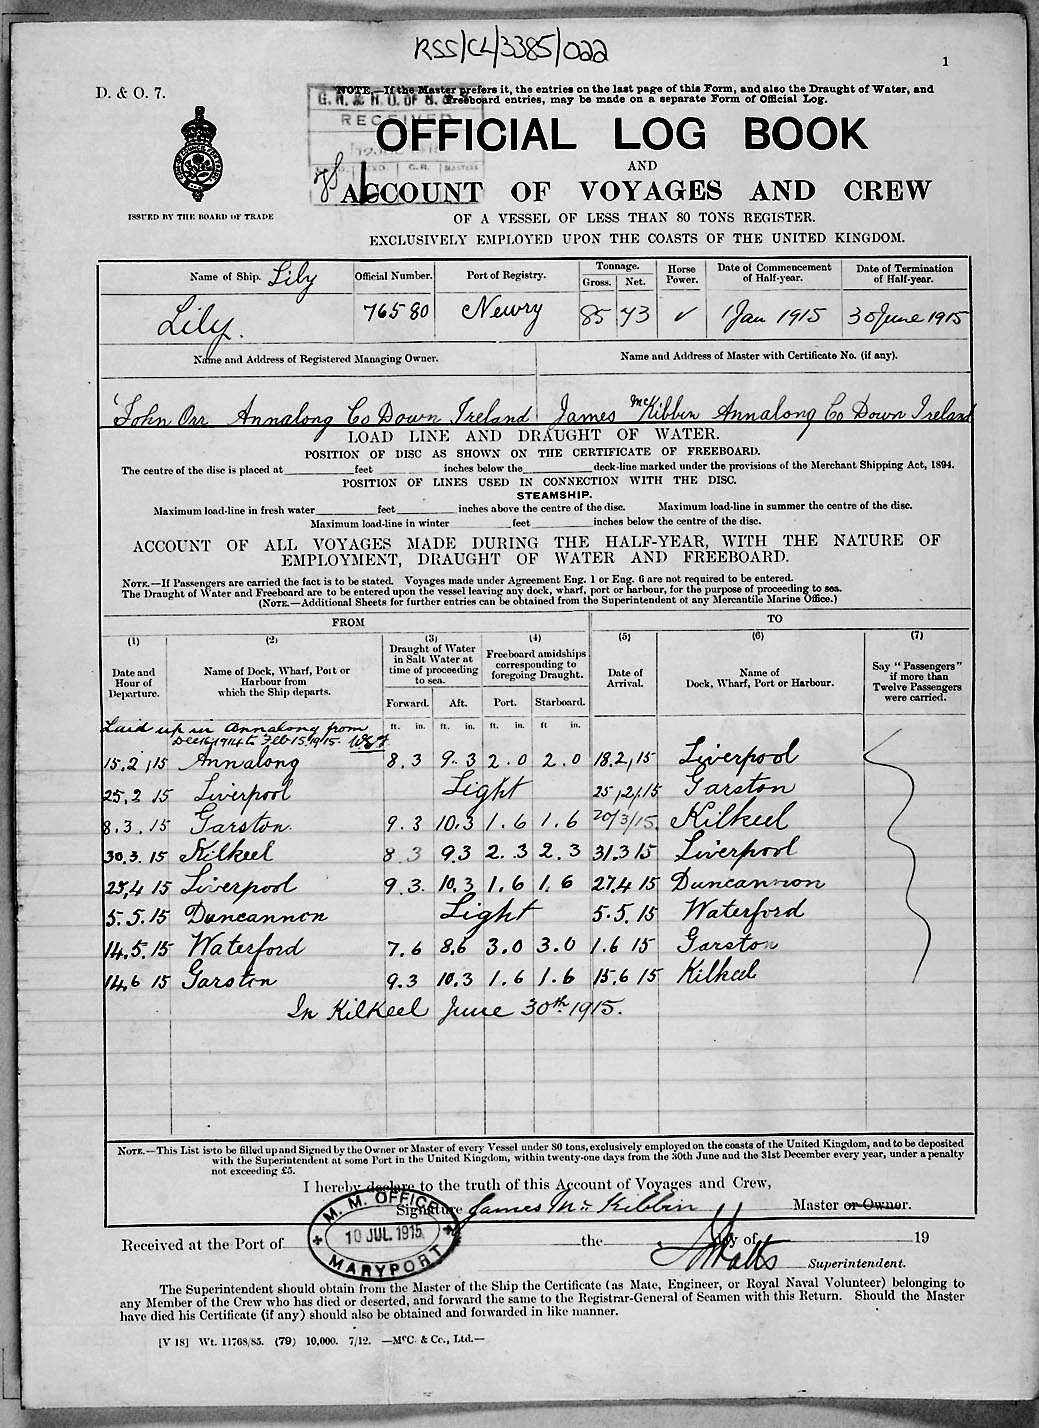 RSS/CL/3385/022
1
D. & O. 7.
NOTE.—If the Master prefers it, the entries on the last page of this Form, and also the Draught of Water, and
Freeboard entries, may be made on a separate Form of Official Log.
RECEIVED
OFFICIAL LOG BOOK
AND
ACCOUNT OF VOYAGES AND CREW
ISSUED BY THE BOARD OF TRADE
OF A VESSEL OF LESS THAN 80 TONS REGISTER.
EXCLUSIVELY EMPLOYED UPON THE COASTS OF THE UNITED KINGDOM.
Name of Ship. Lily Official Number. Port of Registry. Tonnage. Gross. Net. Horse Power. Date of Commencement of Half-year. Date of Termination of Half-year.
Lily. 76580 Newry 85 73 ✓ 1 Jan 1915 30 June 1915
Name and Address of Registered Managing Owner. Name and Address of Master with Certificate No. (if any).
John Orr Annalong Co Down Ireland James McKibbin Annalong Co Down Ireland
LOAD LINE AND DRAUGHT OF WATER.
POSITION OF DISC AS SHOWN ON THE CERTIFICATE OF FREEBOARD.
The centre of the disc is placed at feet inches below the deck-line marked under the provisions of the Merchant Shipping Act, 1894.
POSITION OF LINES USED IN CONNECTION WITH THE DISC.
STEAMSHIP.
Maximum load-line in fresh water feet inches above the centre of the disc. Maximum load-line in summer the centre of the disc.
Maximum load-line in winter feet inches below the centre of the disc.
ACCOUNT OF ALL VOYAGES MADE DURING THE HALF-YEAR, WITH THE NATURE OF
EMPLOYMENT, DRAUGHT OF WATER AND FREEBOARD.
NOTE.—If Passengers are carried the fact is to be stated. Voyages made under Agreement Eng. 1 or Eng. 6 are not required to be entered.
The Draught of Water and Freeboard are to be entered upon the vessel leaving any dock, wharf, port or harbour, for the purpose of proceeding to sea.
(NOTE.—Additional Sheets for further entries can be obtained from the Superintendent of any Mercantile Marine Office.)
FROM TO
(1) (2) (3) (4) (5) (6) (7)
Date and Hour of Departure. Name of Dock, Wharf, Port or Harbour from which the Ship departs. Draught of Water in Salt Water at time of proceeding to sea. Freeboard amidships corresponding to foregoing Draught. Date of Arrival. Name of Dock, Wharf, Port or Harbour. Say "Passengers" if more than Twelve Passengers were carried.
Forward. Aft. Port. Starboard.
ft. in. ft. in. ft. in. ft in.
Laid up in Annalong from
Dec 16 1914 to Feb 15. 1915.
15.2.15 Annalong 8.3 9.3 2.0 2.0 18.2.15 Liverpool
25.2 15 Liverpool Light 25.2.15 Garston
8.3.15 Garston 9.3 10.3 1.6 1.6 20/3/15. Kilkeel
30.3.15 Kilkeel 8 3 9.3 2.3 2.3 31.3 15 Liverpool
25.4 15 Liverpool 9.3. 10.3 1.6 1.6 27.4 15 Duncannon
5.5.15 Duncannon Light 5.5.15 Waterford
14.5.15 Waterford 7.6 8.6 3.0 3.0 1.6 15 Garston
14.6 15 Garston 9.3 10.3 1.6 1.6 15.6 15 Kilkeel
In Kilkeel June 30th 1915.
NOTE.—This List is to be filled up and Signed by the Owner or Master of every Vessel under 80 tons, exclusively employed on the coasts of the United Kingdom, and to be deposited
with the Superintendent at some Port in the United Kingdom, within twenty-one days from the 30th June and the 31st December every year, under a penalty
not exceeding £5.
I hereby declare to the truth of this Account of Voyages and Crew,
Signature James McKibbin Master or Owner.
M. M. OFFICE
10 JUL. 1915
MARYPORT
Received at the Port of the day of 19
Watts Superintendent.
The Superintendent should obtain from the Master of the Ship the Certificate (as Mate, Engineer, or Royal Naval Volunteer) belonging to
any Member of the Crew who has died or deserted, and forward the same to the Registrar-General of Seamen with this Return. Should the Master
have died his Certificate (if any) should also be obtained and forwarded in like manner.
[V 18] Wt. 11768/85. (79) 10,000. 7/12. —McC. & Co., Ltd.—